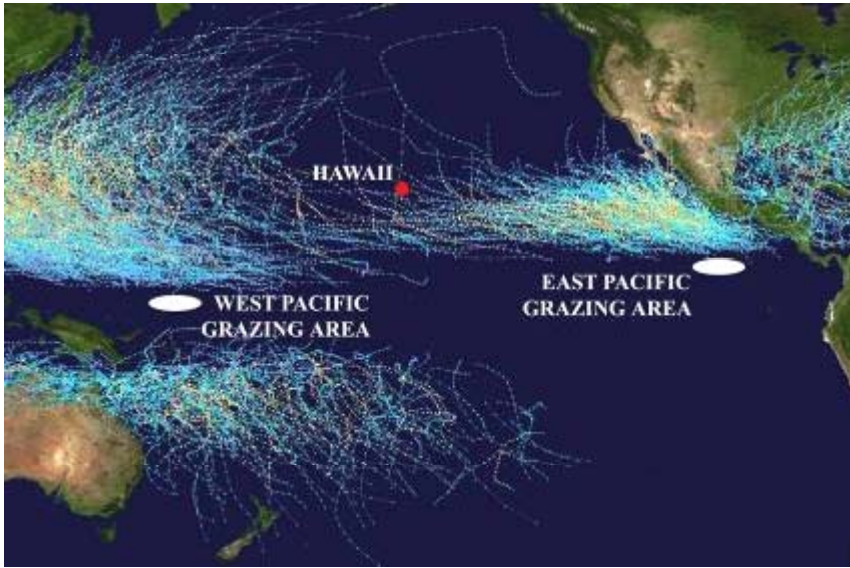 HAWAII
EAST PACIFIC
GRAZING AREA
WEST PACIFIC
GRAZING AREA